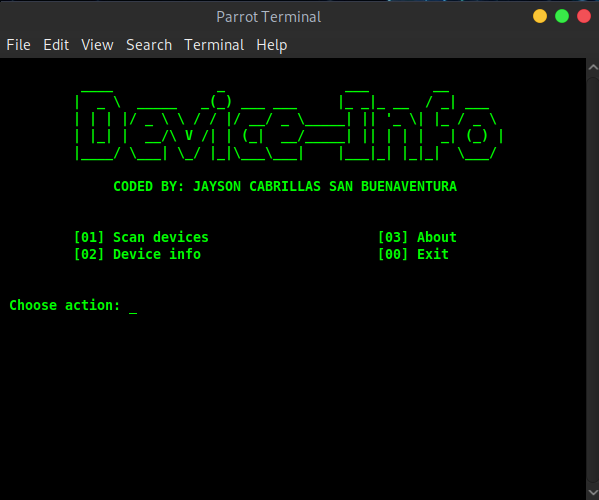 Parrot Terminal
File Edit View Search Terminal Help
Device-Info
CODED BY: JAYSON CABRILLAS SAN BUENAVENTURA
[01] Scan devices [03] About
[02] Device info [00] Exit
Choose action: _